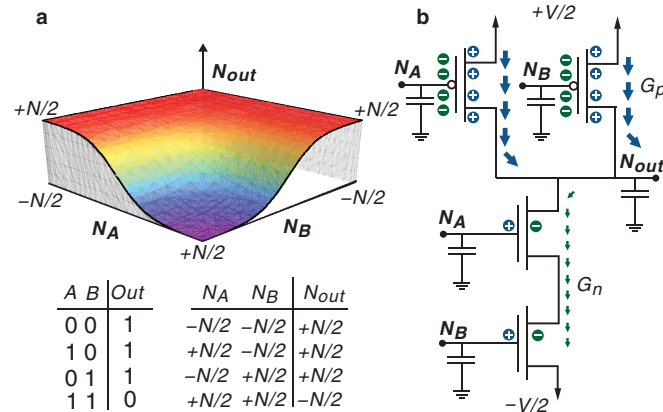 a
N_out
+N/2
+N/2
−N/2
−N/2
N_A
N_B
+N/2
A B Out
0 0 1
1 0 1
0 1 1
1 1 0
N_A N_B N_out
−N/2 −N/2 +N/2
+N/2 −N/2 +N/2
−N/2 +N/2 +N/2
+N/2 +N/2 −N/2
b
+V/2
N_A
N_B
G_p
N_out
N_A
G_n
N_B
−V/2